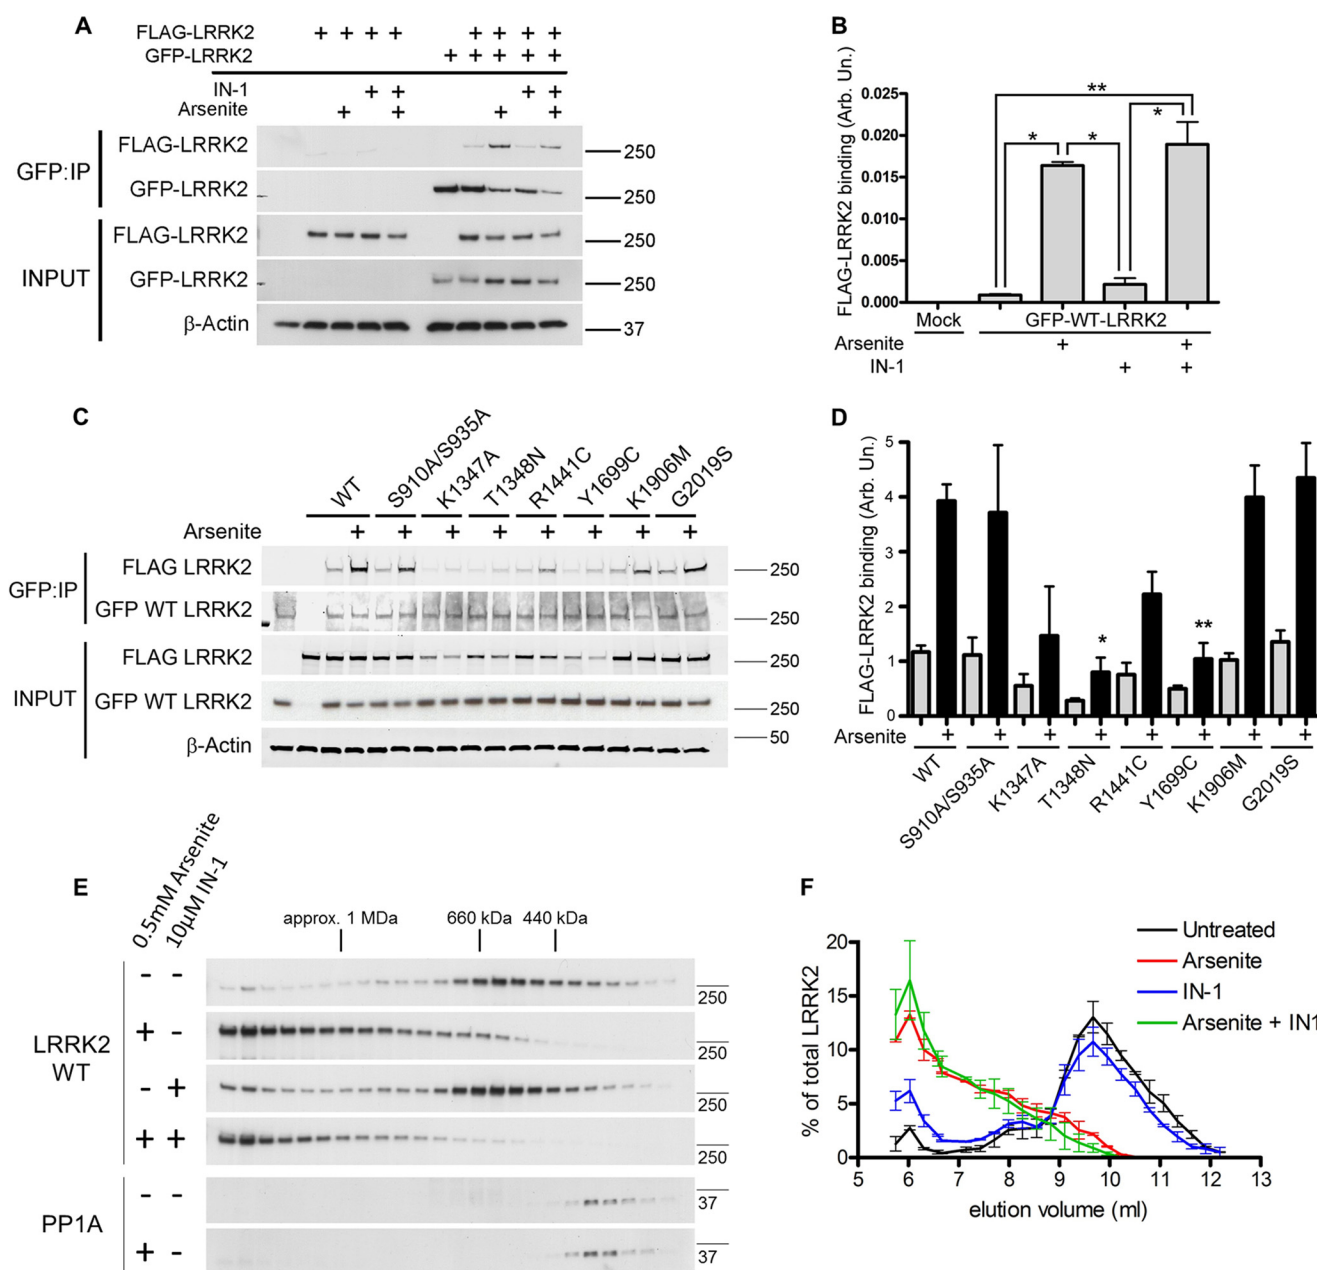 A
FLAG-LRRK2 + + + + + + + +
GFP-LRRK2 + + + + +
IN-1 + + + +
Arsenite + + + +
GFP:IP
FLAG-LRRK2 250
GFP-LRRK2 250
INPUT
FLAG-LRRK2 250
GFP-LRRK2 250
β-Actin 37
B
FLAG-LRRK2 binding (Arb. Un.)
0.025
0.020
0.015
0.010
0.005
0.000
**
* * *
Mock GFP-WT-LRRK2
Arsenite + +
IN-1 + +
C
WT S910A/S935A K1347A T1348N R1441C Y1699C K1906M G2019S
Arsenite + + + + + + + +
GFP:IP
FLAG LRRK2 250
GFP WT LRRK2 250
INPUT
FLAG LRRK2 250
GFP WT LRRK2 250
50
β-Actin
D
FLAG-LRRK2 binding (Arb. Un.)
5
4
3
2
1
0
* **
Arsenite + + + + + + + +
WT S910A/S935A K1347A T1348N R1441C Y1699C K1906M G2019S
E
0.5mM Arsenite
10µM IN-1
approx. 1 MDa 660 kDa 440 kDa
LRRK2
WT
- - 250
+ - 250
- + 250
+ + 250
PP1A
- - 37
+ - 37
F
% of total LRRK2
20
15
10
5
0
Untreated
Arsenite
IN-1
Arsenite + IN1
5 6 7 8 9 10 11 12 13
elution volume (ml)